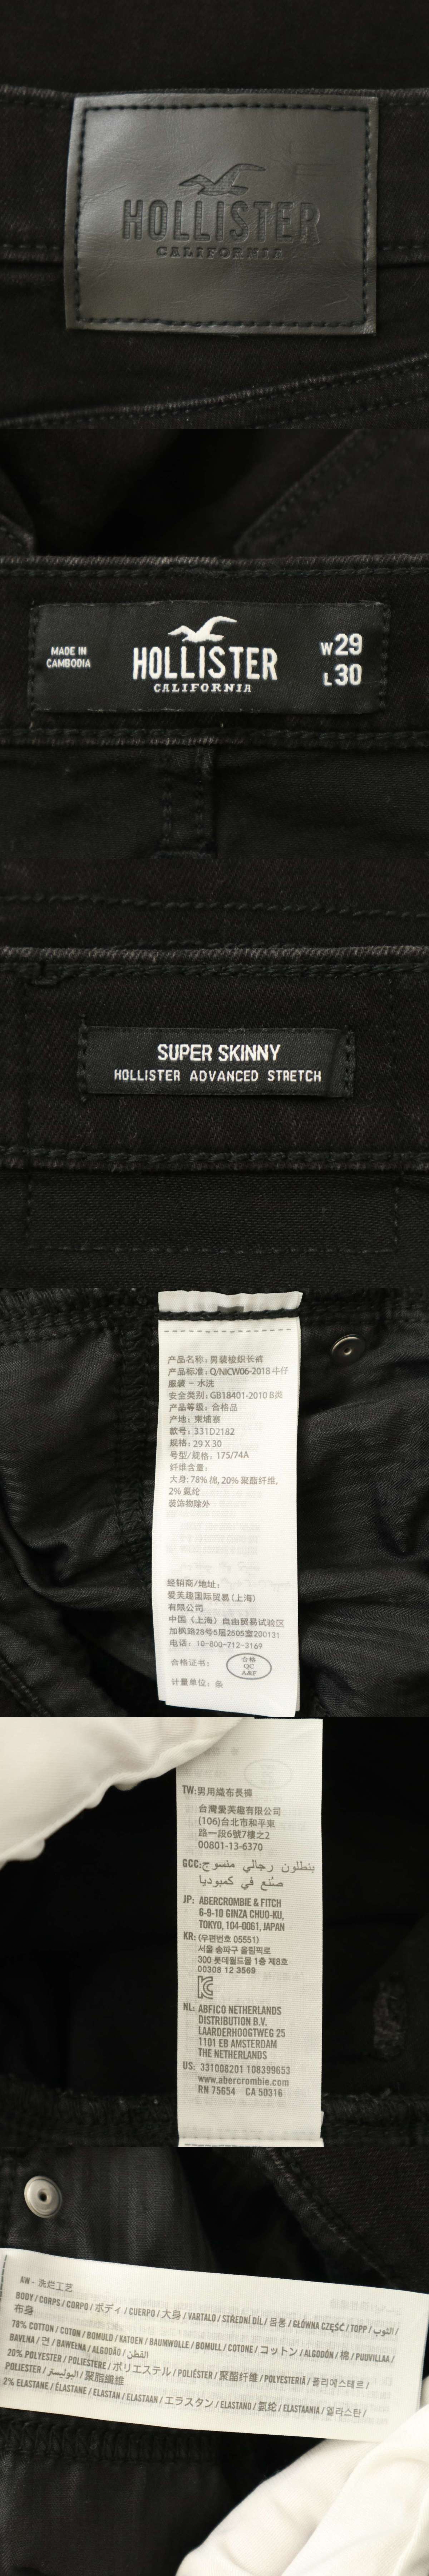 HOLLISTER
CALIFORNIA
MADE IN
CAMBODIA
HOLLISTER
CALIFORNIA
W29
L30
SUPER SKINNY
HOLLISTER ADVANCED STRETCH
产品名称: 男装梭织长裤
产品标准: Q/NICW06-2018 牛仔
服装 - 水洗
安全类别: GB18401-2010 B类
产品等级: 合格品
产地: 柬埔寨
款号: 331D2182
规格: 29 X 30
号型/规格: 175/74A
纤维含量:
大身: 78% 棉, 20% 聚酯纤维,
2% 氨纶
装饰物除外
经销商/地址:
爱芙趣国际贸易(上海)
有限公司
中国 (上海) 自由贸易试验区
加枫路28号5层2505室200131
电话: 10-800-712-3169
合格证书:
合格
QC
A&F
计量单位: 条
TW: 男用織布長褲
台灣愛芙趣有限公司
(106)台北市和平東
路一段6號7樓之2
00801-13-6370
GCC: بنطلون رجالي منسوج
صنع في كمبوديا
JP: ABERCROMBIE & FITCH
6-9-10 GINZA CHUO-KU,
TOKYO, 104-0061, JAPAN
KR: (우편번호 05551)
서울 송파구 올림픽로
300 롯데월드몰 1층 제8호
00308 12 3569
NL: ABFICO NETHERLANDS
DISTRIBUTION B.V.
LAARDERHOOGTWEG 25
1101 EB AMSTERDAM
THE NETHERLANDS
US: 331008201 108399653
www.abercrombie.com
RN 75654 CA 50316
AW - 洗烂工艺
BODY / CORPS / CORPO / ボディ / CUERPO / 大身 / VARTALO / STŘEDNÍ DÍL / 몸통 / GŁÓWNA CZĘŚĆ / TOPP / الثوب /
布身
78% COTTON / COTON / BOMULD / KATOEN / BAUMWOLLE / BOMULL / COTONE / コットン / ALGODÓN / 棉 / PUUVILLAA /
BAVLNA / 면 / BAWEŁNA / ALGODÃO / القطن
20% POLYESTER / POLIESTERE / ポリエステル / POLIÉSTER / 聚酯纤维 / POLYESTERIÄ / 폴리에스테르 /
POLIESTER / البوليستر / 聚脂纖維
2% ELASTANE / ÉLASTANE / ELASTAN / ELASTAAN / エラスタン / ELASTANO / 氨纶 / ELASTAANIA / 엘라스탄 /